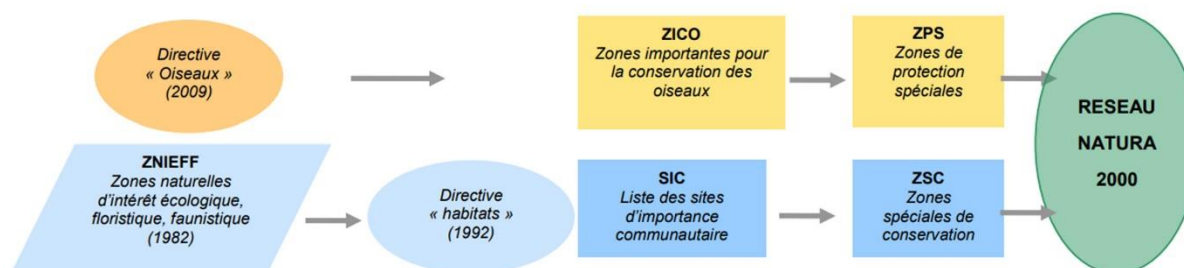 Directive
« Oiseaux »
(2009)
ZICO
Zones importantes pour
la conservation des
oiseaux
ZPS
Zones de
protection
spéciales
RESEAU
NATURA
2000
ZNIEFF
Zones naturelles
d'intérêt écologique,
floristique, faunistique
(1982)
Directive
« habitats »
(1992)
SIC
Liste des sites
d'importance
communautaire
ZSC
Zones
spéciales de
conservation